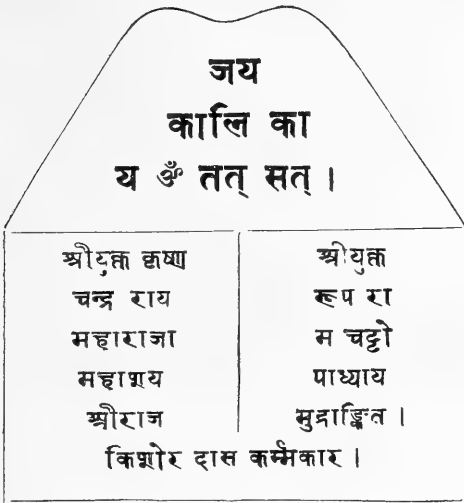 जय
कालि का
य ॐ तत् सत् ।
श्रीयुक्त कृष्ण
चन्द्र राय
महाराजा
महाशय
श्रीराज
श्रीयुक्त
रूप रा
म चट्टो
पाध्याय
मुद्राङ्कित ।
किशोर दास कर्म्मकार ।